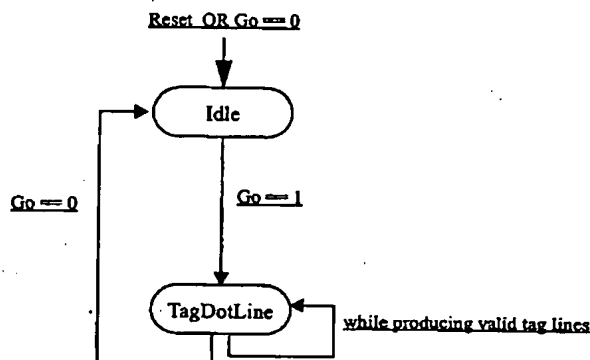 Reset OR Go == 0
Idle
Go == 0
Go == 1
TagDotLine
while producing valid tag lines